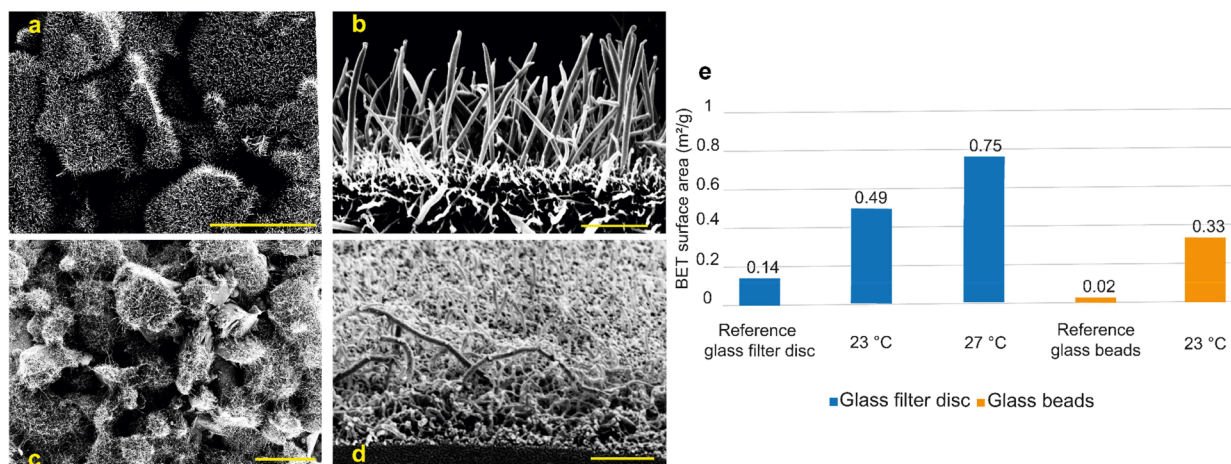 a
b
c
d
e
BET surface area (m²/g)
1
0.8
0.6
0.4
0.2
0
0.14
0.49
0.75
0.02
0.33
Reference
glass filter disc
23 °C
27 °C
Reference
glass beads
23 °C
Glass filter disc
Glass beads